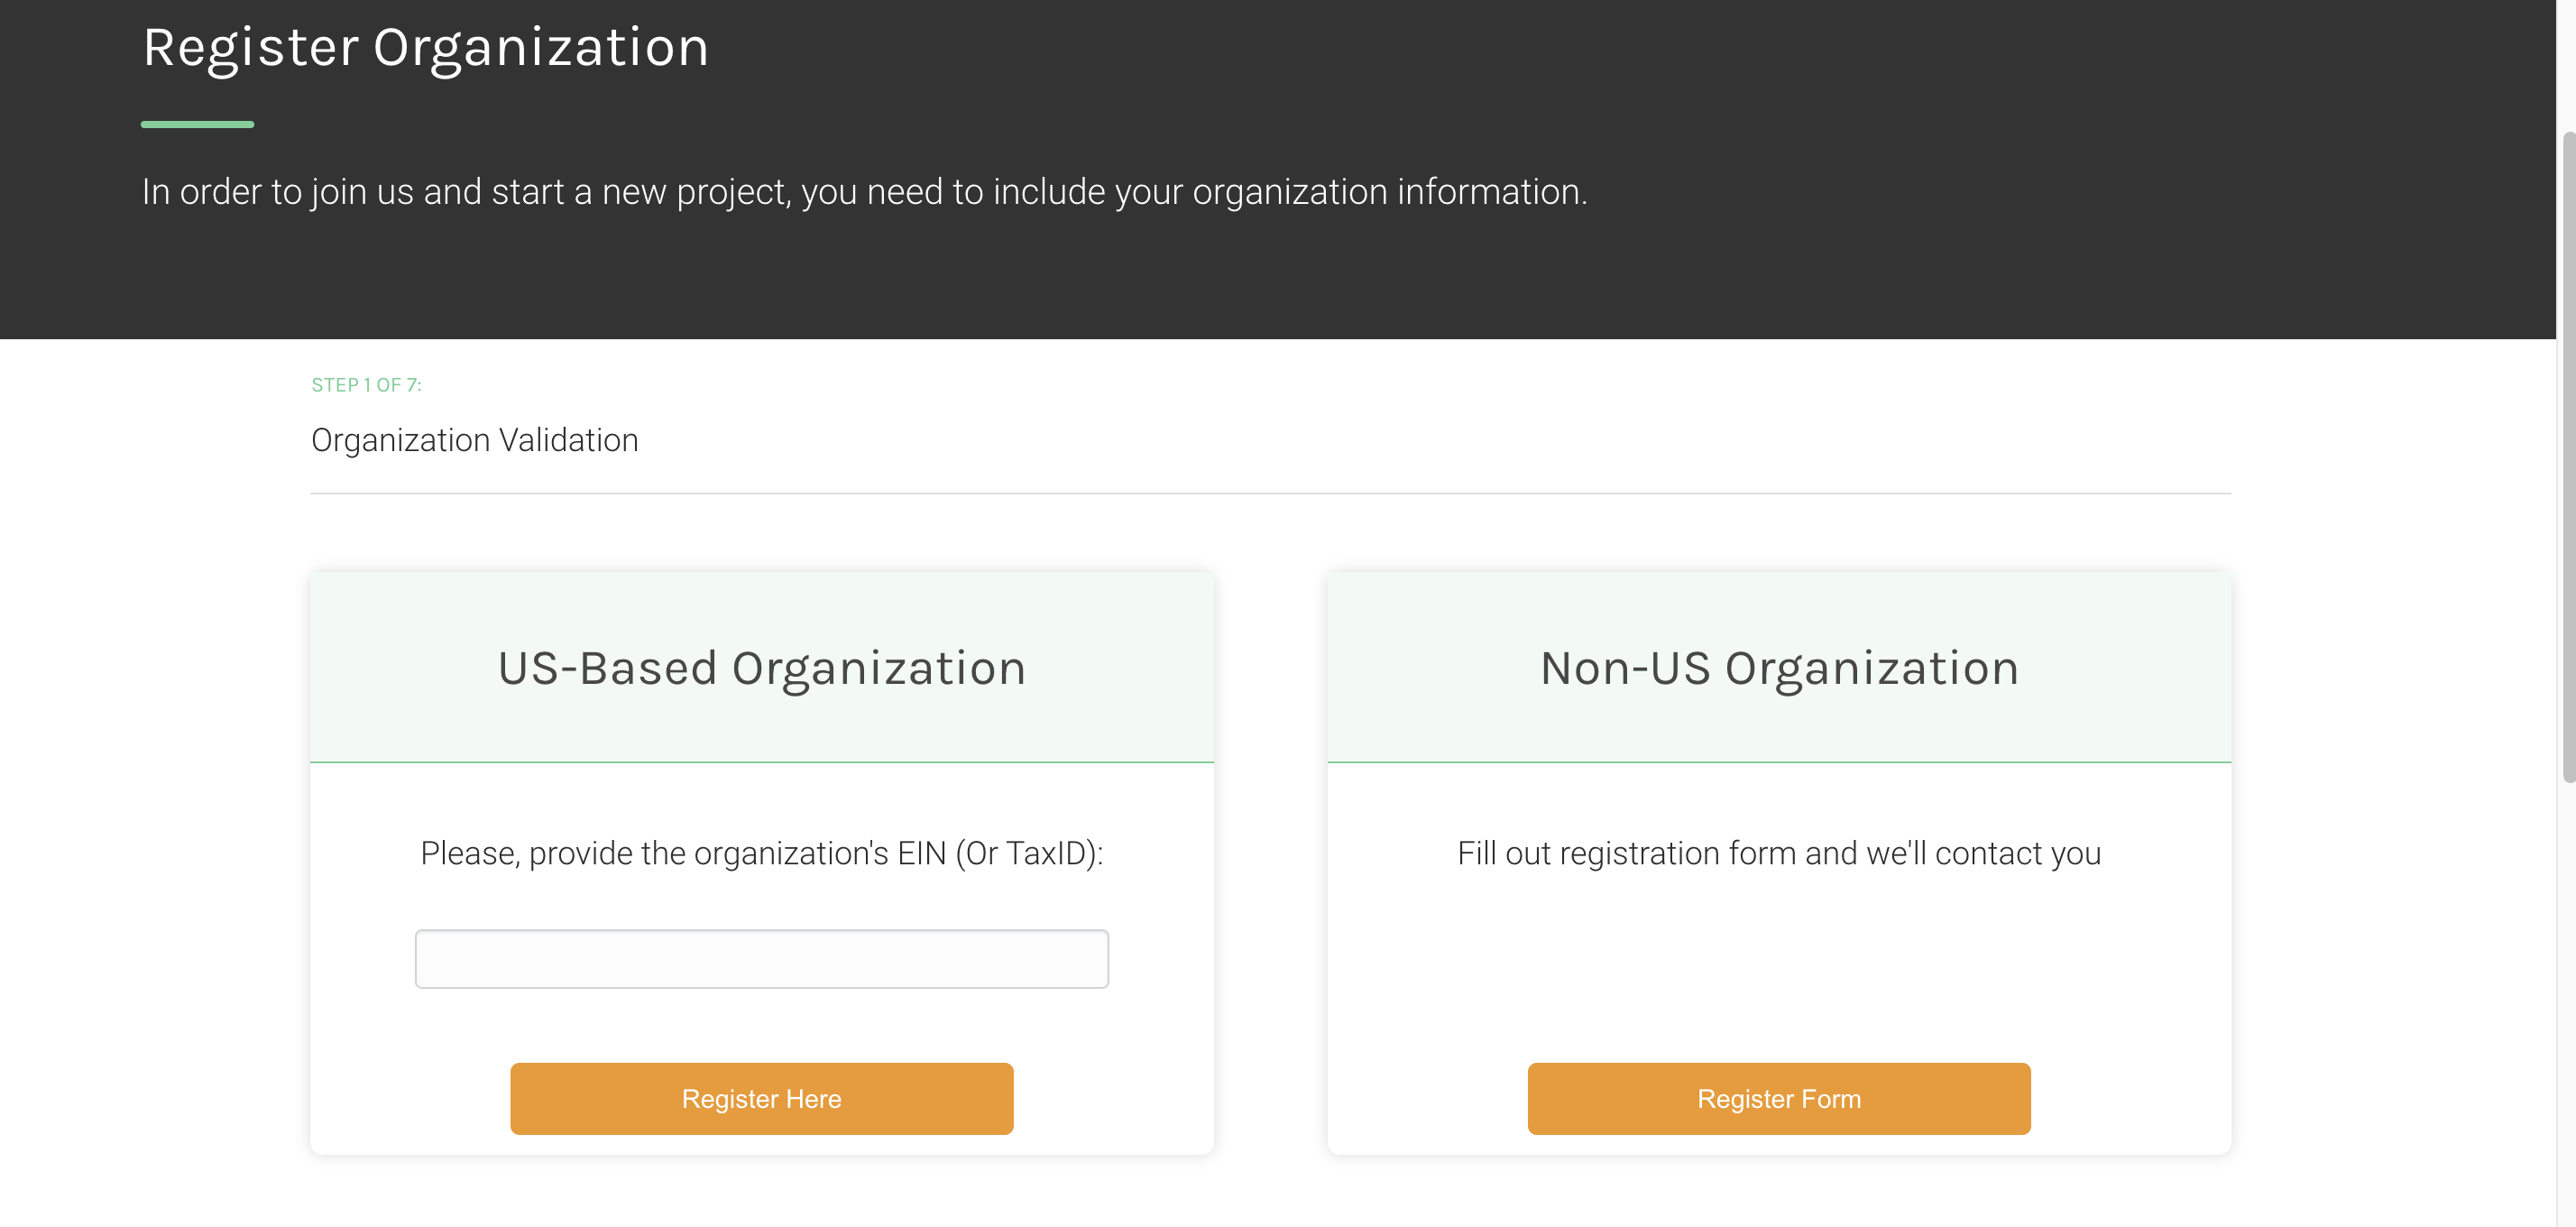 Register Organization
In order to join us and start a new project, you need to include your organization information.
STEP 1 OF 7:
Organization Validation
US-Based Organization
Please, provide the organization's EIN (Or TaxID):
Register Here
Non-US Organization
Fill out registration form and we'll contact you
Register Form